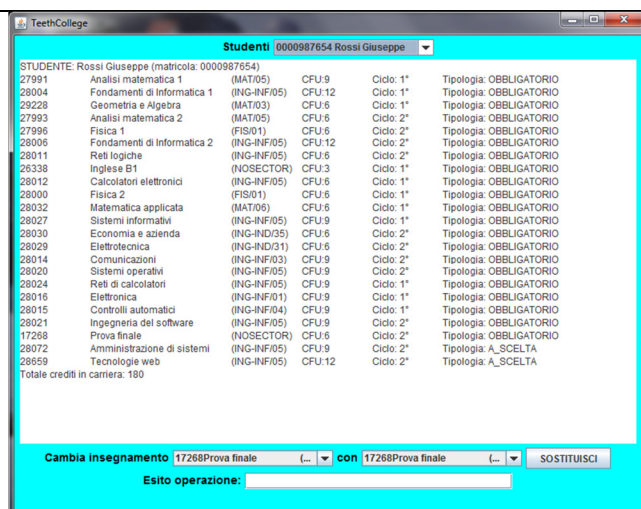 TeethCollege
Studenti 0000987654 Rossi Giuseppe
STUDENTE: Rossi Giuseppe (matricola: 0000987654)
27991 Analisi matematica 1 (MAT/05) CFU:9 Ciclo: 1° Tipologia: OBBLIGATORIO
28004 Fondamenti di Informatica 1 (ING-INF/05) CFU:12 Ciclo: 1° Tipologia: OBBLIGATORIO
29228 Geometria e Algebra (MAT/03) CFU:6 Ciclo: 1° Tipologia: OBBLIGATORIO
27993 Analisi matematica 2 (MAT/05) CFU:6 Ciclo: 2° Tipologia: OBBLIGATORIO
27996 Fisica 1 (FIS/01) CFU:6 Ciclo: 2° Tipologia: OBBLIGATORIO
28006 Fondamenti di Informatica 2 (ING-INF/05) CFU:12 Ciclo: 2° Tipologia: OBBLIGATORIO
28011 Reti logiche (ING-INF/05) CFU:6 Ciclo: 2° Tipologia: OBBLIGATORIO
26338 Inglese B1 (NOSECTOR) CFU:3 Ciclo: 1° Tipologia: OBBLIGATORIO
28012 Calcolatori elettronici (ING-INF/05) CFU:6 Ciclo: 1° Tipologia: OBBLIGATORIO
28000 Fisica 2 (FIS/01) CFU:6 Ciclo: 1° Tipologia: OBBLIGATORIO
28032 Matematica applicata (MAT/06) CFU:6 Ciclo: 1° Tipologia: OBBLIGATORIO
28027 Sistemi informativi (ING-INF/05) CFU:9 Ciclo: 1° Tipologia: OBBLIGATORIO
28030 Economia e azienda (ING-IND/35) CFU:6 Ciclo: 2° Tipologia: OBBLIGATORIO
28029 Elettrotecnica (ING-IND/31) CFU:6 Ciclo: 2° Tipologia: OBBLIGATORIO
28014 Comunicazioni (ING-INF/03) CFU:9 Ciclo: 2° Tipologia: OBBLIGATORIO
28020 Sistemi operativi (ING-INF/05) CFU:9 Ciclo: 2° Tipologia: OBBLIGATORIO
28024 Reti di calcolatori (ING-INF/05) CFU:9 Ciclo: 1° Tipologia: OBBLIGATORIO
28016 Elettronica (ING-INF/01) CFU:9 Ciclo: 1° Tipologia: OBBLIGATORIO
28015 Controlli automatici (ING-INF/04) CFU:9 Ciclo: 1° Tipologia: OBBLIGATORIO
28021 Ingegneria del software (ING-INF/05) CFU:9 Ciclo: 2° Tipologia: OBBLIGATORIO
17268 Prova finale (NOSECTOR) CFU:6 Ciclo: 2° Tipologia: OBBLIGATORIO
28072 Amministrazione di sistemi (ING-INF/05) CFU:9 Ciclo: 2° Tipologia: A_SCELTA
28659 Tecnologie web (ING-INF/05) CFU:12 Ciclo: 2° Tipologia: A_SCELTA
Totale crediti in carriera: 180
Cambia insegnamento 17268Prova finale (... con 17268Prova finale (... SOSTITUISCI
Esito operazione: